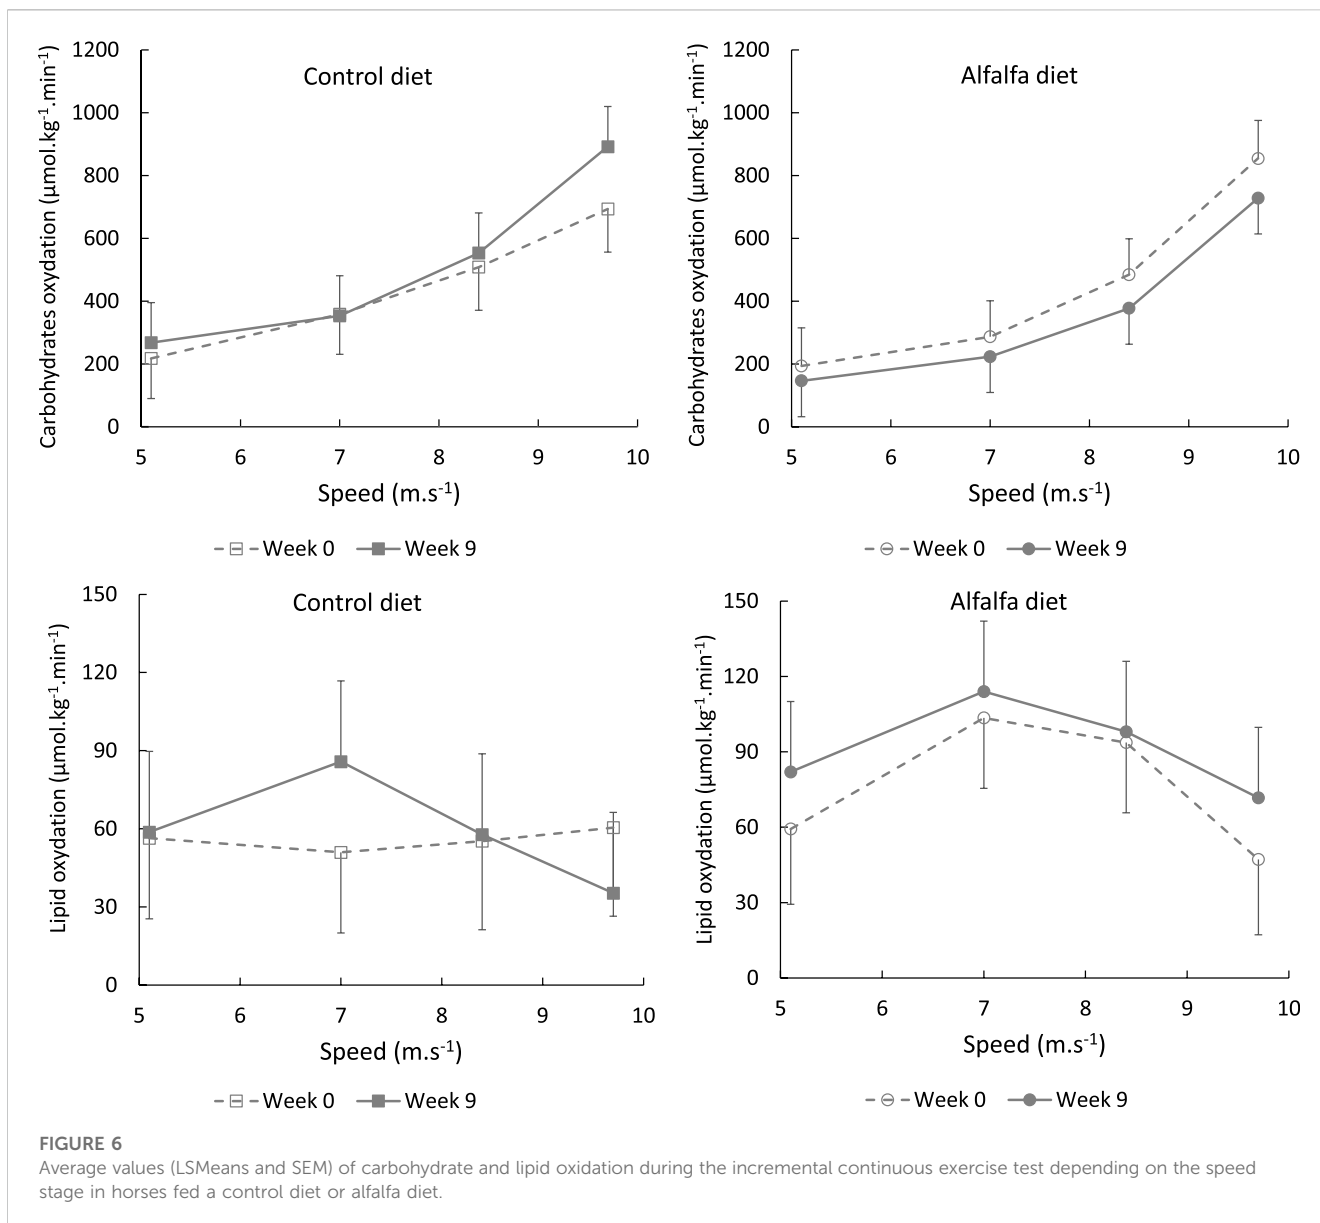 Control diet
Carbohydrates oxydation (µmol.kg⁻¹.min⁻¹)
1200
1000
800
600
400
200
0
5 6 7 8 9 10
Speed (m.s⁻¹)
Week 0 Week 9
Alfalfa diet
Carbohydrates oxydation (µmol.kg⁻¹.min⁻¹)
1200
1000
800
600
400
200
0
5 6 7 8 9 10
Speed (m.s⁻¹)
Week 0 Week 9
Control diet
Lipid oxydation (µmol.kg⁻¹.min⁻¹)
150
120
90
60
30
0
5 6 7 8 9 10
Speed (m.s⁻¹)
Week 0 Week 9
Alfalfa diet
Lipid oxydation (µmol.kg⁻¹.min⁻¹)
150
120
90
60
30
0
5 6 7 8 9 10
Speed (m.s⁻¹)
Week 0 Week 9
FIGURE 6
Average values (LSMeans and SEM) of carbohydrate and lipid oxidation during the incremental continuous exercise test depending on the speed
stage in horses fed a control diet or alfalfa diet.